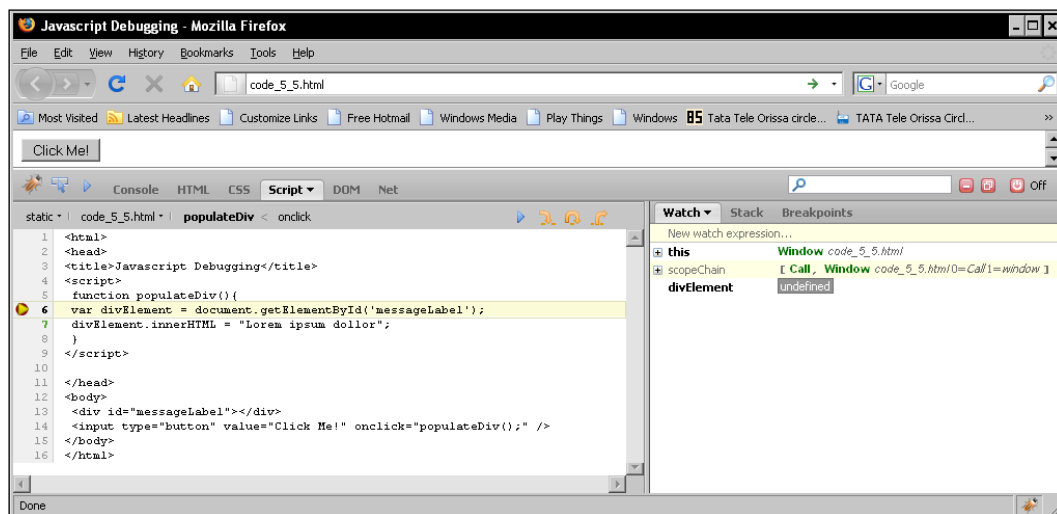 Javascript Debugging - Mozilla Firefox
File Edit View History Bookmarks Tools Help
code_5_5.html
G Google
Most Visited Latest Headlines Customize Links Free Hotmail Windows Media Play Things Windows 85 Tata Tele Orissa circle... TATA Tele Orissa Circl... »
Click Me!
Console HTML CSS Script DOM Net
Off
static code_5_5.html populateDiv < onclick
1 <html>
2 <head>
3 <title>Javascript Debugging</title>
4 <script>
5 function populateDiv(){
6 var divElement = document.getElementById('messageLabel');
7 divElement.innerHTML = "Lorem ipsum dollor";
8 }
9 </script>
10
11 </head>
12 <body>
13 <div id="messageLabel"></div>
14 <input type="button" value="Click Me!" onclick="populateDiv();" />
15 </body>
16 </html>
Watch Stack Breakpoints
New watch expression...
this Window code_5_5.html
scopeChain [ Call, Window code_5_5.html 0=Call 1=window ]
divElement undefined
Done